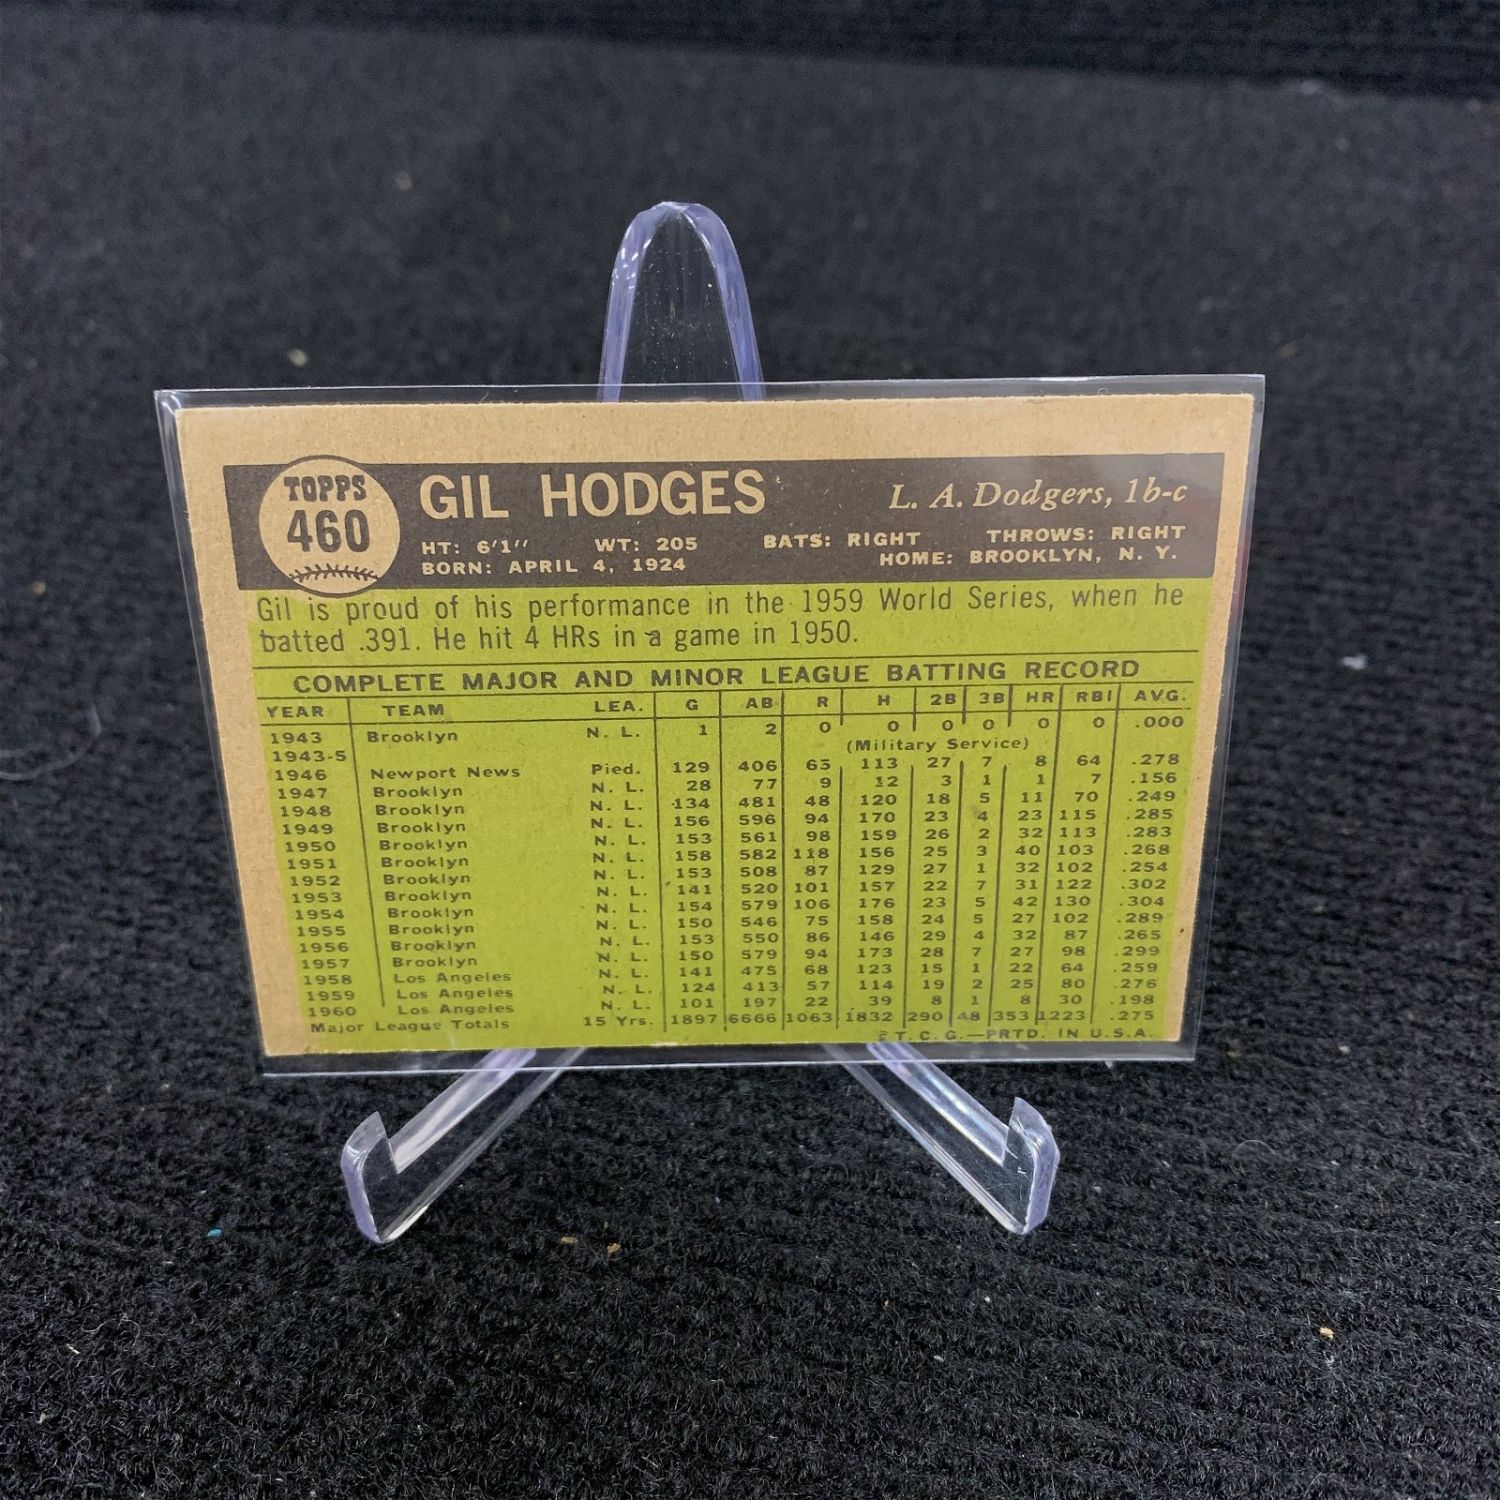 TOPPS
460
GIL HODGES
L. A. Dodgers, 1b-c
HT: 6'1'' WT: 205 BATS: RIGHT THROWS: RIGHT
BORN: APRIL 4, 1924 HOME: BROOKLYN, N. Y.
Gil is proud of his performance in the 1959 World Series, when he
batted .391. He hit 4 HRs in a game in 1950.
COMPLETE MAJOR AND MINOR LEAGUE BATTING RECORD
YEAR TEAM LEA. G AB R H 2B 3B HR RBI AVG.
1943 Brooklyn N. L. 1 2 0 0 0 0 0 0 .000
1943-5 (Military Service)
1946 Newport News Pied. 129 406 65 113 27 7 8 64 .278
1947 Brooklyn N. L. 28 77 9 12 3 1 1 7 .156
1948 Brooklyn N. L. 134 481 48 120 18 5 11 70 .249
1949 Brooklyn N. L. 156 596 94 170 23 4 23 115 .285
1950 Brooklyn N. L. 153 561 98 159 26 2 32 113 .283
1951 Brooklyn N. L. 158 582 118 156 25 3 40 103 .268
1952 Brooklyn N. L. 153 508 87 129 27 1 32 102 .254
1953 Brooklyn N. L. 141 520 101 157 22 7 31 122 .302
1954 Brooklyn N. L. 154 579 106 176 23 5 42 130 .304
1955 Brooklyn N. L. 150 546 75 158 24 5 27 102 .289
1956 Brooklyn N. L. 153 550 86 146 29 4 32 87 .265
1957 Brooklyn N. L. 150 579 94 173 28 7 27 98 .299
1958 Los Angeles N. L. 141 475 68 123 15 1 22 64 .259
1959 Los Angeles N. L. 124 413 57 114 19 2 25 80 .276
1960 Los Angeles N. L. 101 197 22 39 8 1 8 30 .198
Major League Totals 15 Yrs. 1897 6666 1063 1832 290 48 353 1223 .275
©T. C. G.—PRTD. IN U.S.A.